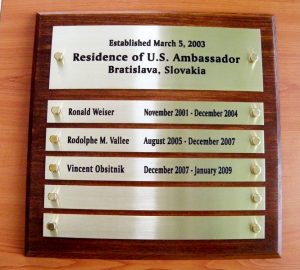 Established March 5, 2003
Residence of U.S. Ambassador
Bratislava, Slovakia
Ronald Weiser November 2001 - December 2004
Rodolphe M. Vallee August 2005 - December 2007
Vincent Obsitnik December 2007 - January 2009